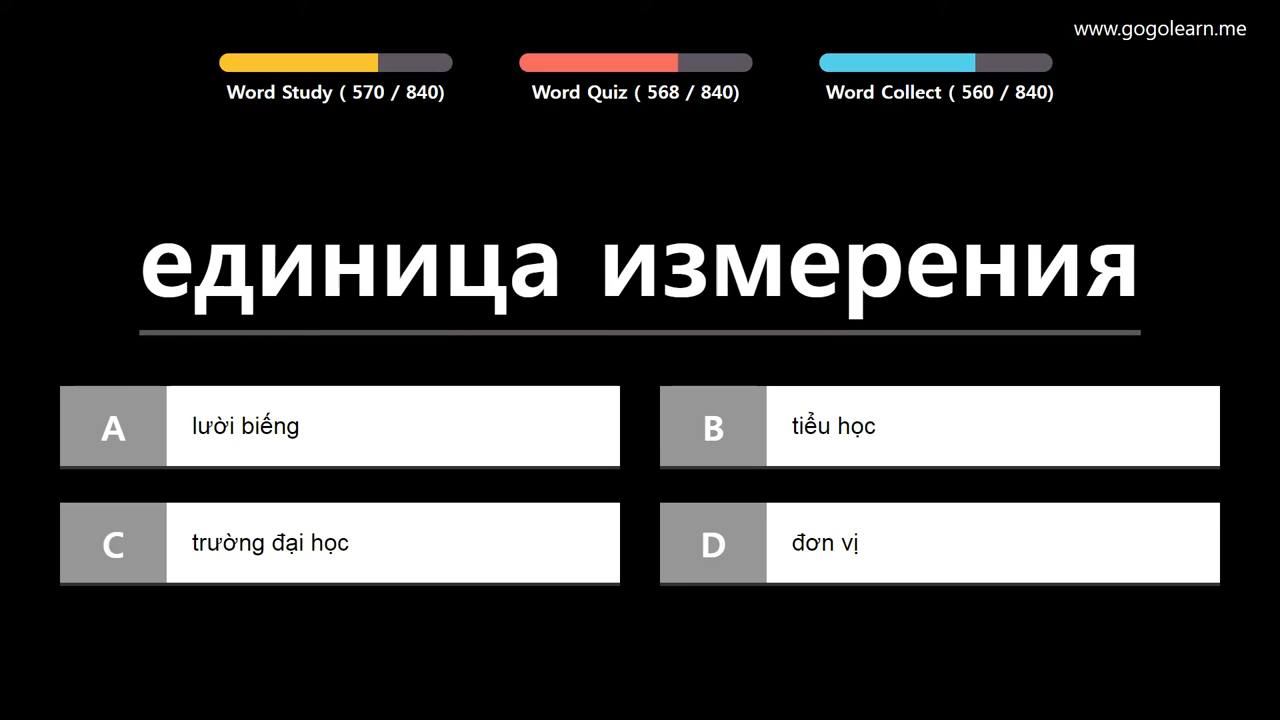 www.gogolearn.me
Word Study ( 570 / 840)
Word Quiz ( 568 / 840)
Word Collect ( 560 / 840)
единица измерения
A
lười biếng
B
tiểu học
C
trường đại học
D
đơn vị